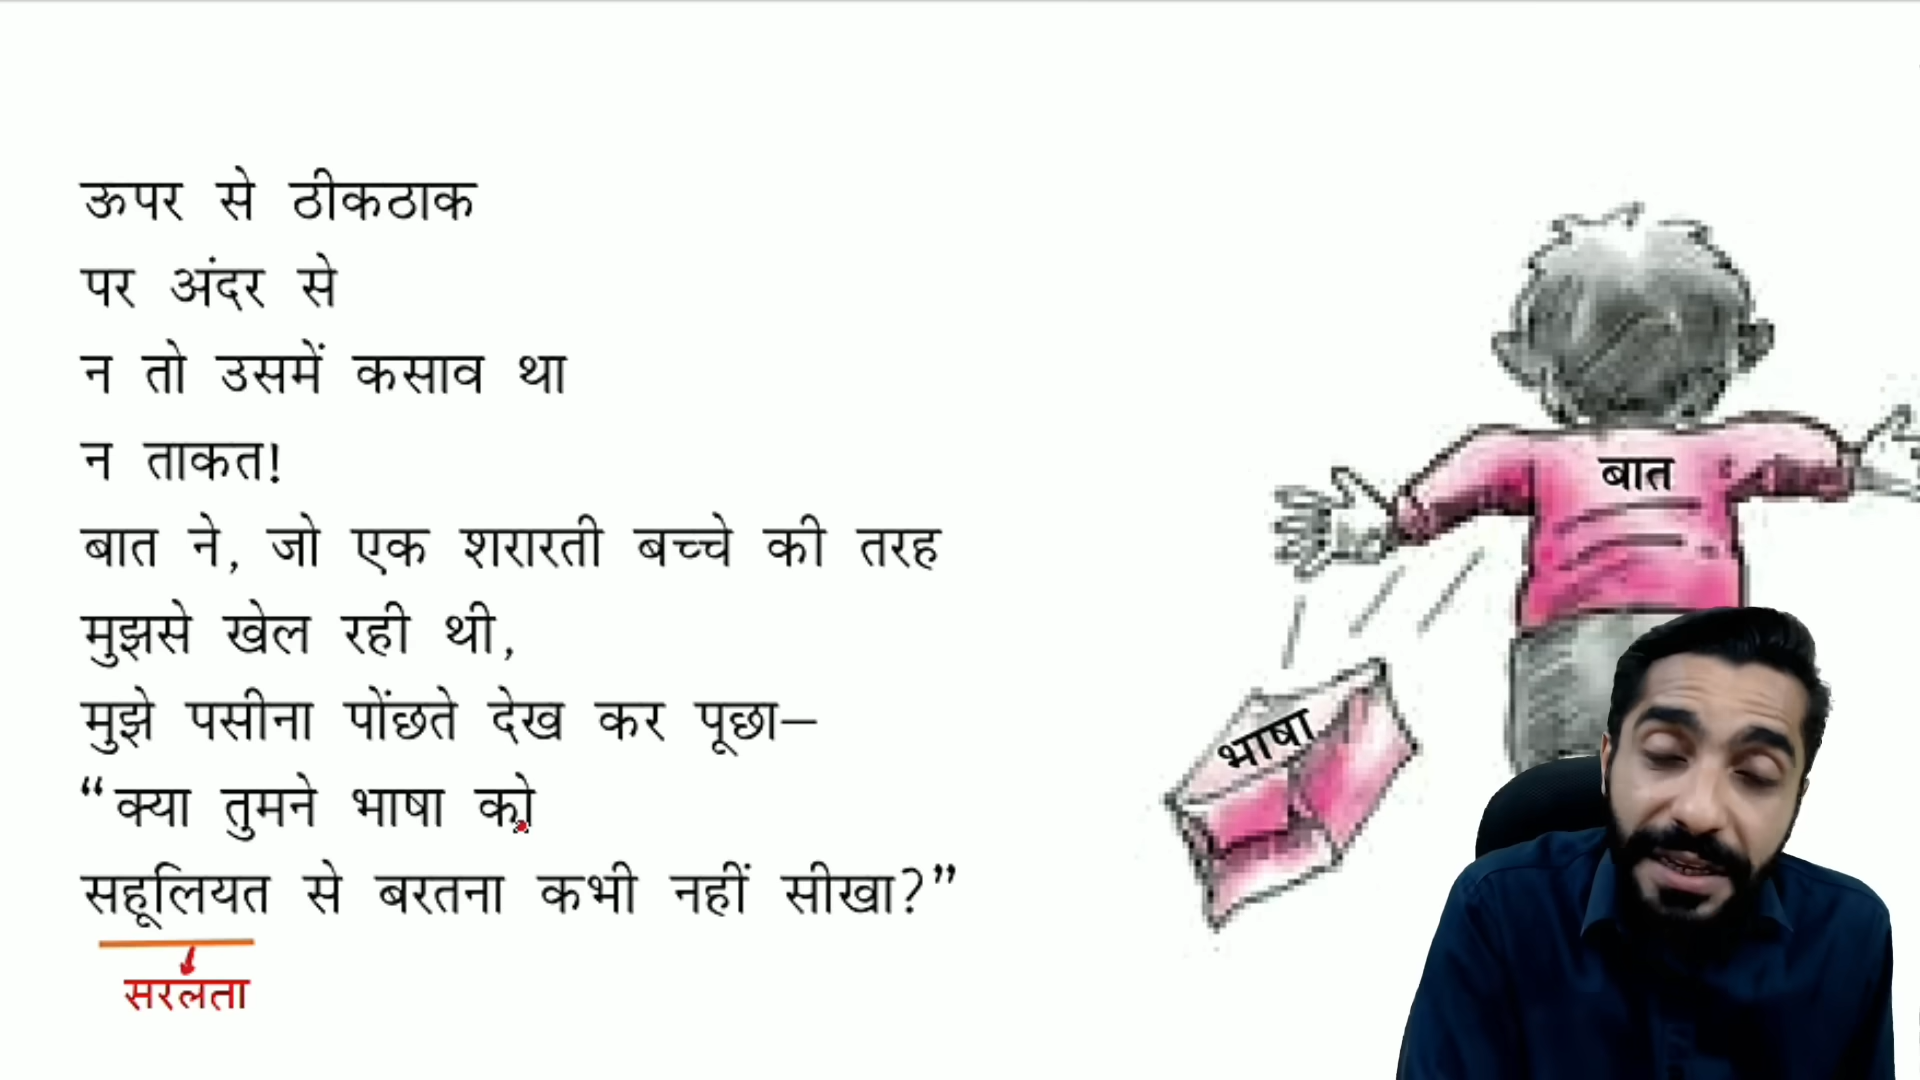 ऊपर से ठीकठाक
पर अंदर से
न तो उसमें कसाव था
न ताकत!
बात ने, जो एक शरारती बच्चे की तरह
मुझसे खेल रही थी,
मुझे पसीना पोंछते देख कर पूछा–
“क्या तुमने भाषा को
सहूलियत से बरतना कभी नहीं सीखा?”
सरलता
बात
भाषा